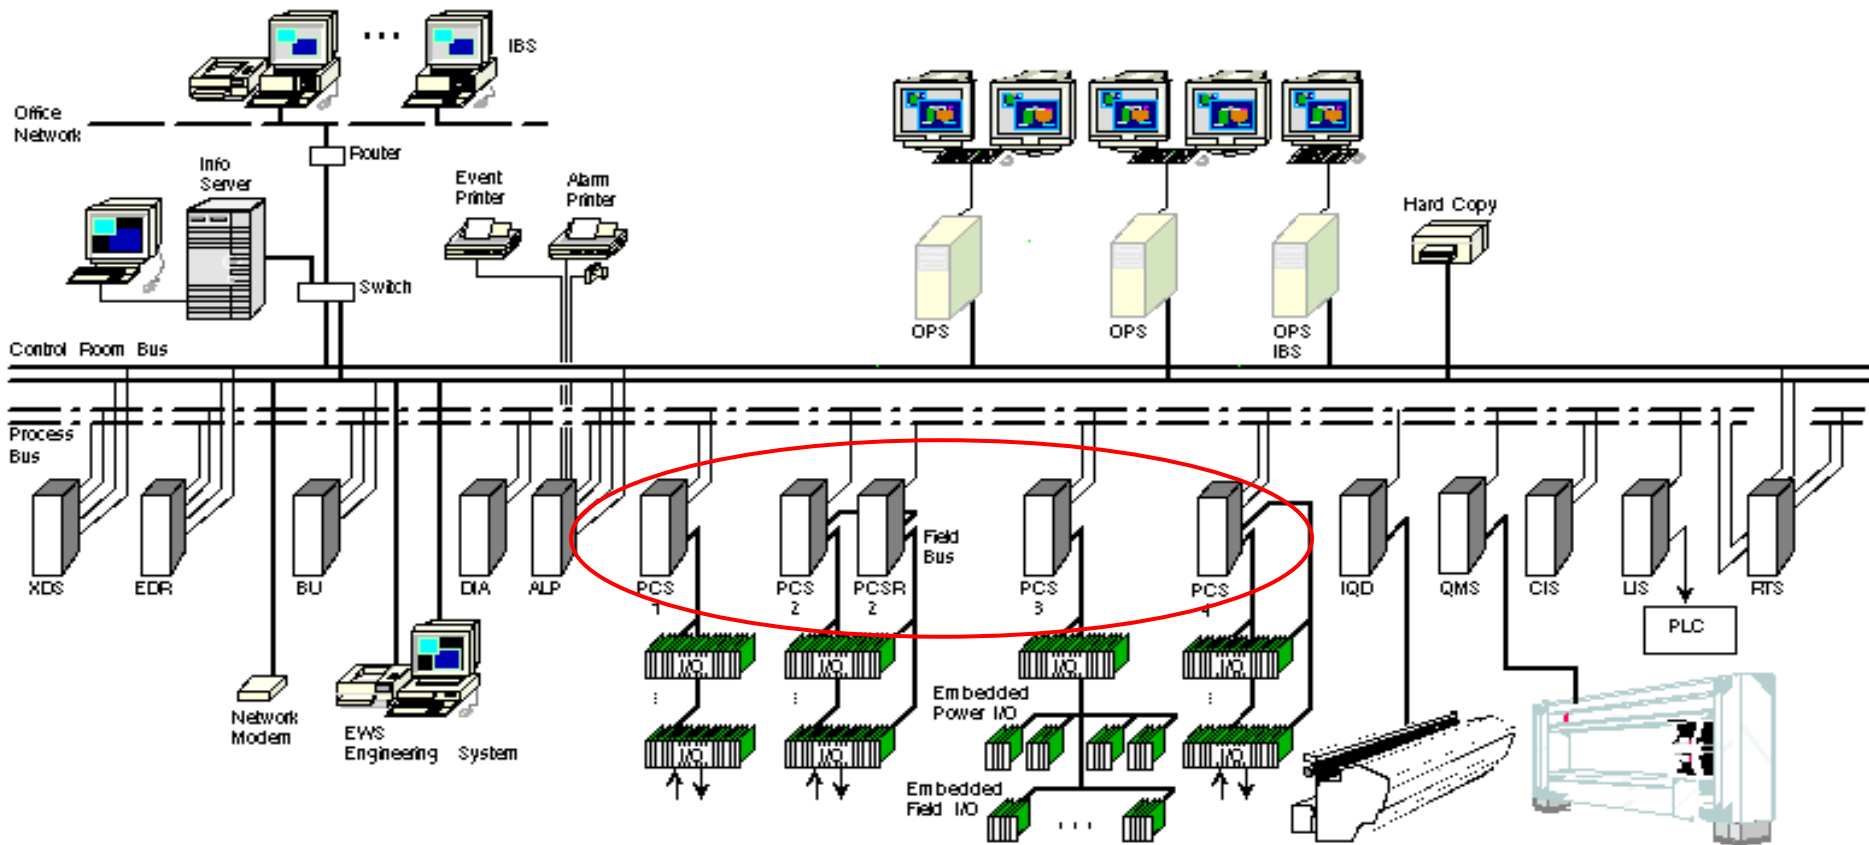 IBS
Office
Network
Router
Info
Server
Event
Printer
Alarm
Printer
Hard Copy
Switch
OPS
OPS
OPS
IBS
Control Room Bus
Process
Bus
Field
Bus
XDS
EDR
BU
DIA
ALP
PCS
1
PCS
2
PCSR
2
PCS
3
PCS
4
IQD
QMS
CIS
LIS
RTS
PLC
I/O
I/O
I/O
I/O
Embedded
Power I/O
Network
Modem
EWS
Engineering System
I/O
I/O
I/O
Embedded
Field I/O